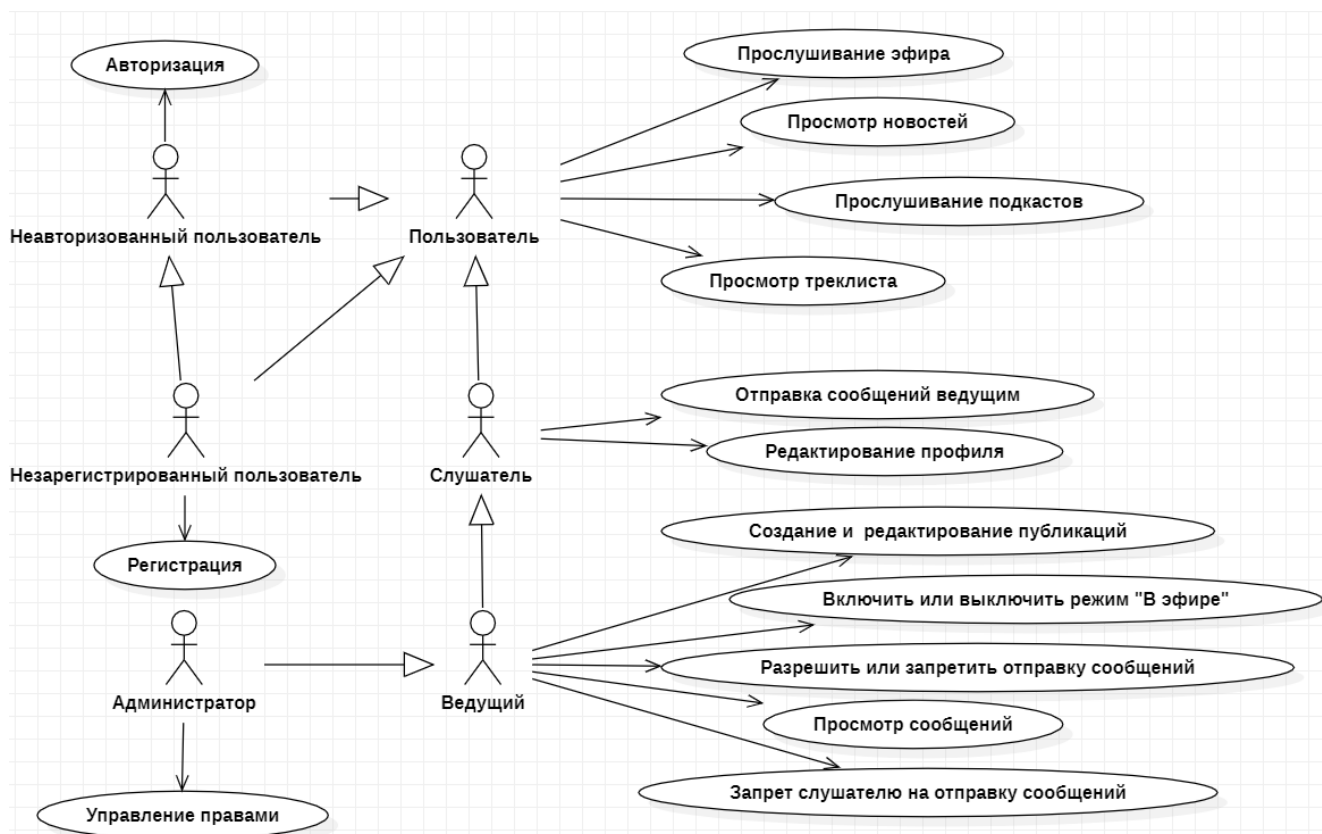 Авторизация
Прослушивание эфира
Просмотр новостей
Прослушивание подкастов
Неавторизованный пользователь
Пользователь
Просмотр треклиста
Отправка сообщений ведущим
Редактирование профиля
Незарегистрированный пользователь
Слушатель
Создание и  редактирование публикаций
Регистрация
Включить или выключить режим "В эфире"
Разрешить или запретить отправку сообщений
Администратор
Ведущий
Просмотр сообщений
Запрет слушателю на отправку сообщений
Управление правами